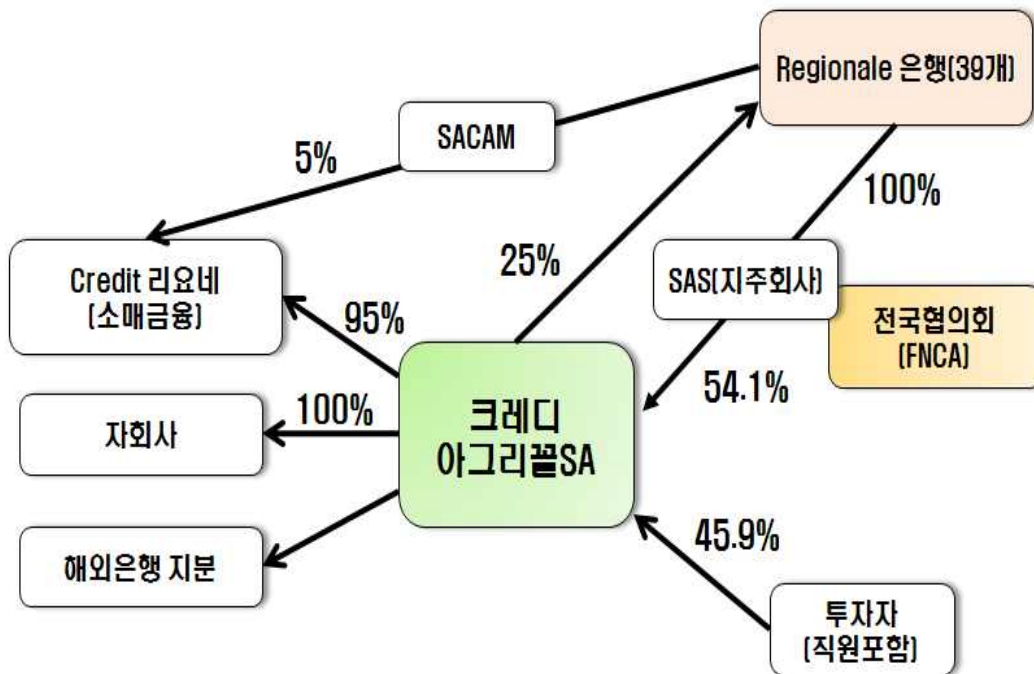 Regionale 은행(39개)
SACAM
5%
100%
Credit 리요네
(소매금융)
25%
SAS(지주회사)
95%
전국협의회
(FNCA)
54.1%
100%
자회사
크레디
아그리꼴SA
해외은행 지분
45.9%
투자자
(직원포함)